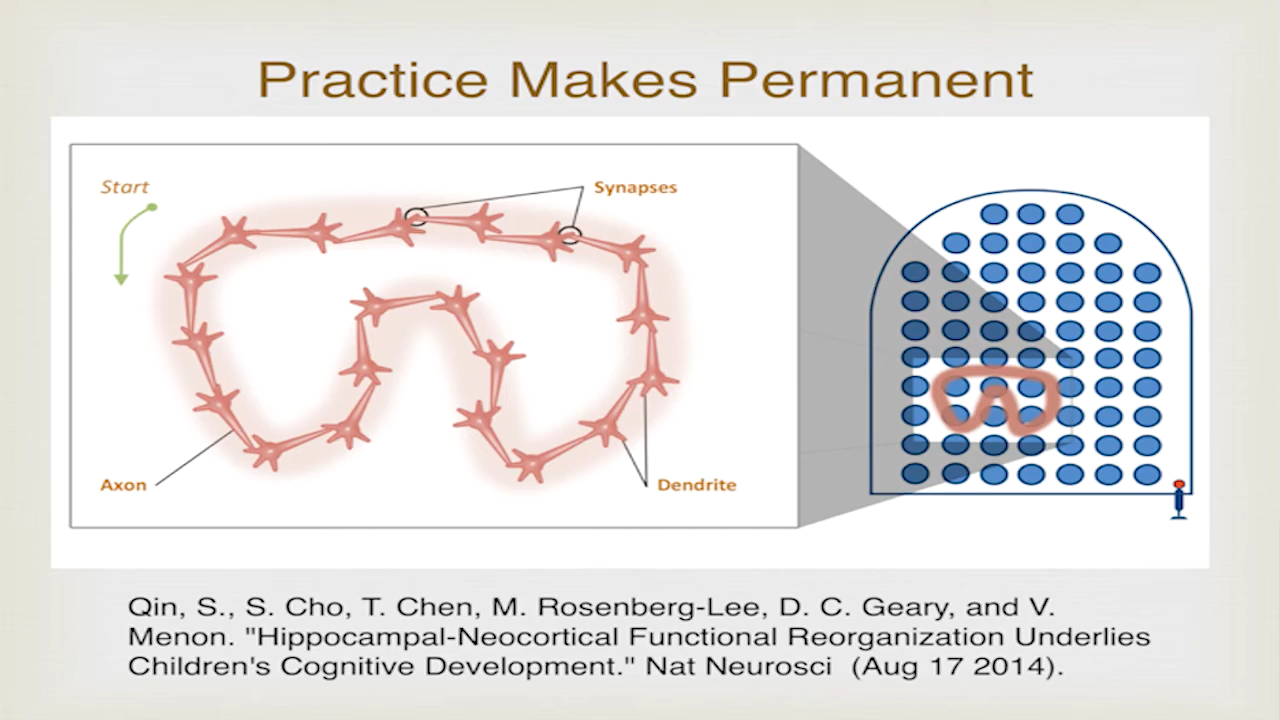 Practice Makes Permanent
Start
Synapses
Axon
Dendrite
Qin, S., S. Cho, T. Chen, M. Rosenberg-Lee, D. C. Geary, and V.
Menon. "Hippocampal-Neocortical Functional Reorganization Underlies
Children's Cognitive Development." Nat Neurosci (Aug 17 2014).